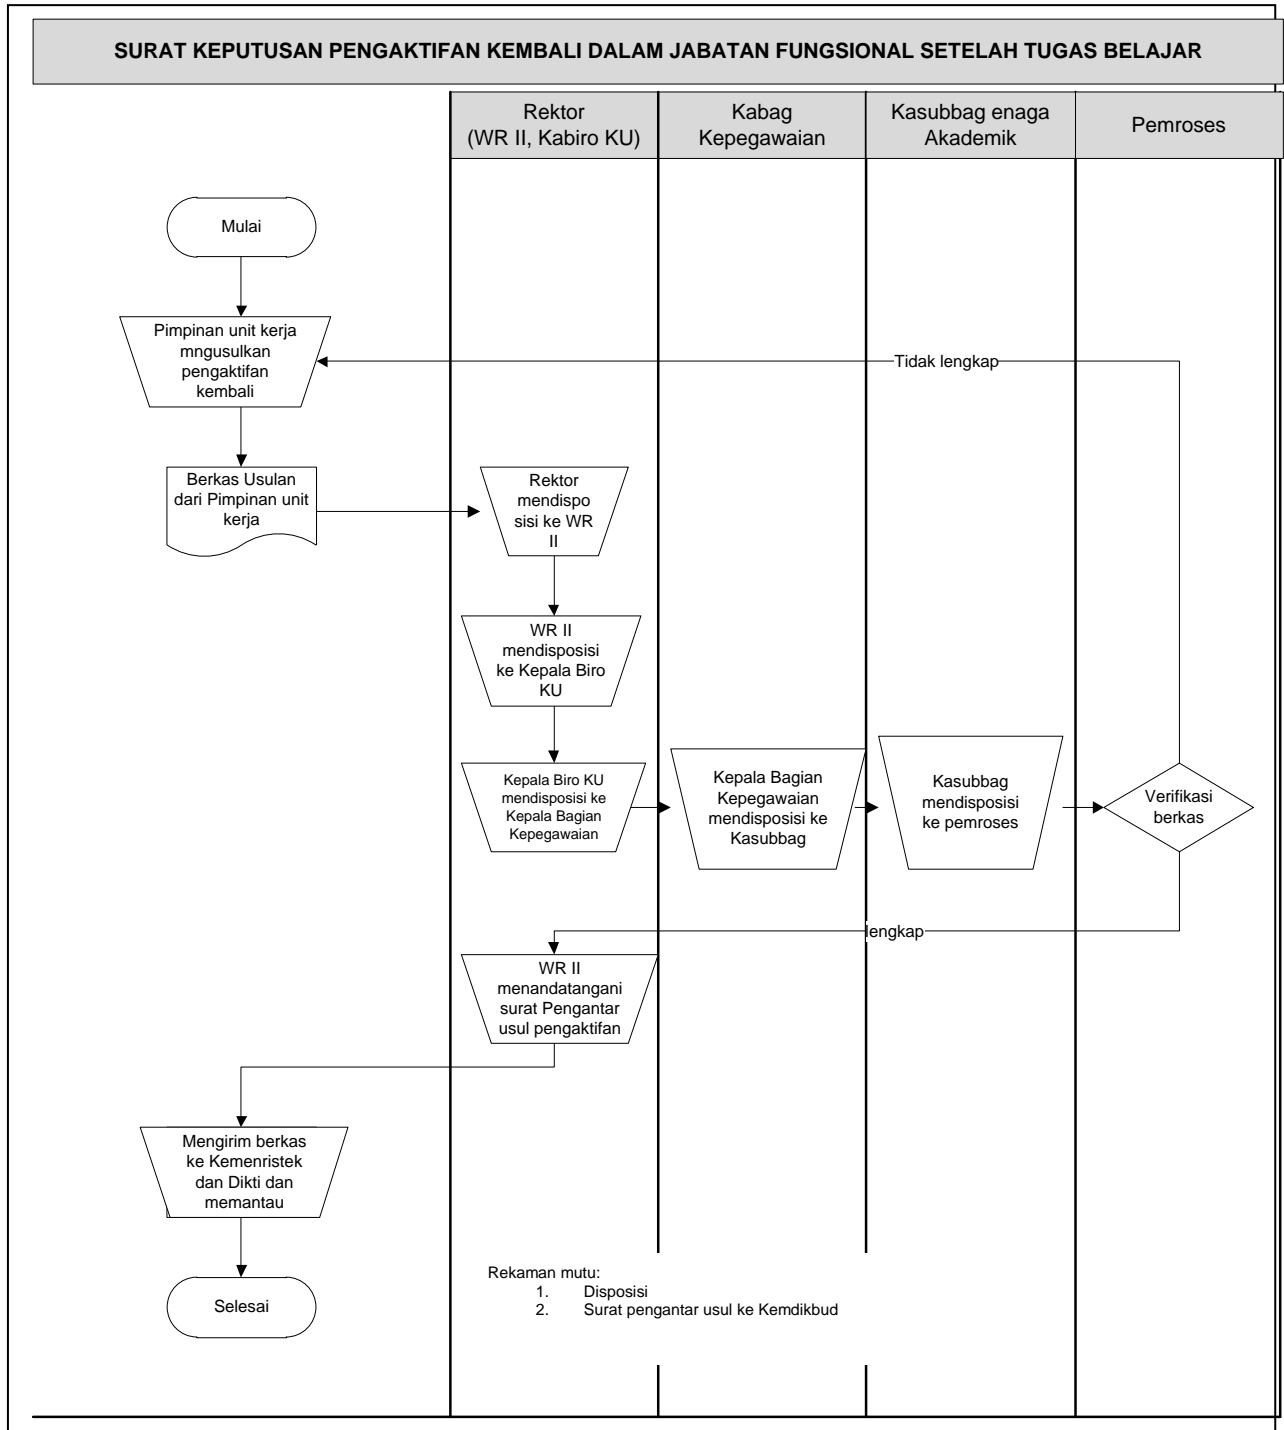 SURAT KEPUTUSAN PENGAKTIFAN KEMBALI DALAM JABATAN FUNGSIONAL SETELAH TUGAS BELAJAR
Rektor
(WR II, Kabiro KU)
Kabag
Kepegawaian
Kasubbag enaga
Akademik
Pemroses
Mulai
Pimpinan unit kerja
mngusulkan
pengaktifan
kembali
Tidak lengkap
Berkas Usulan
dari Pimpinan unit
kerja
Rektor
mendispo
sisi ke WR
II
WR II
mendisposisi
ke Kepala Biro
KU
Kepala Biro KU
mendisposisi ke
Kepala Bagian
Kepegawaian
Kepala Bagian
Kepegawaian
mendisposisi ke
Kasubbag
Kasubbag
mendisposisi
ke pemroses
Verifikasi
berkas
lengkap
WR II
menandatangani
surat Pengantar
usul pengaktifan
Mengirim berkas
ke Kemenristek
dan Dikti dan
memantau
Selesai
Rekaman mutu:
1. Disposisi
2. Surat pengantar usul ke Kemdikbud